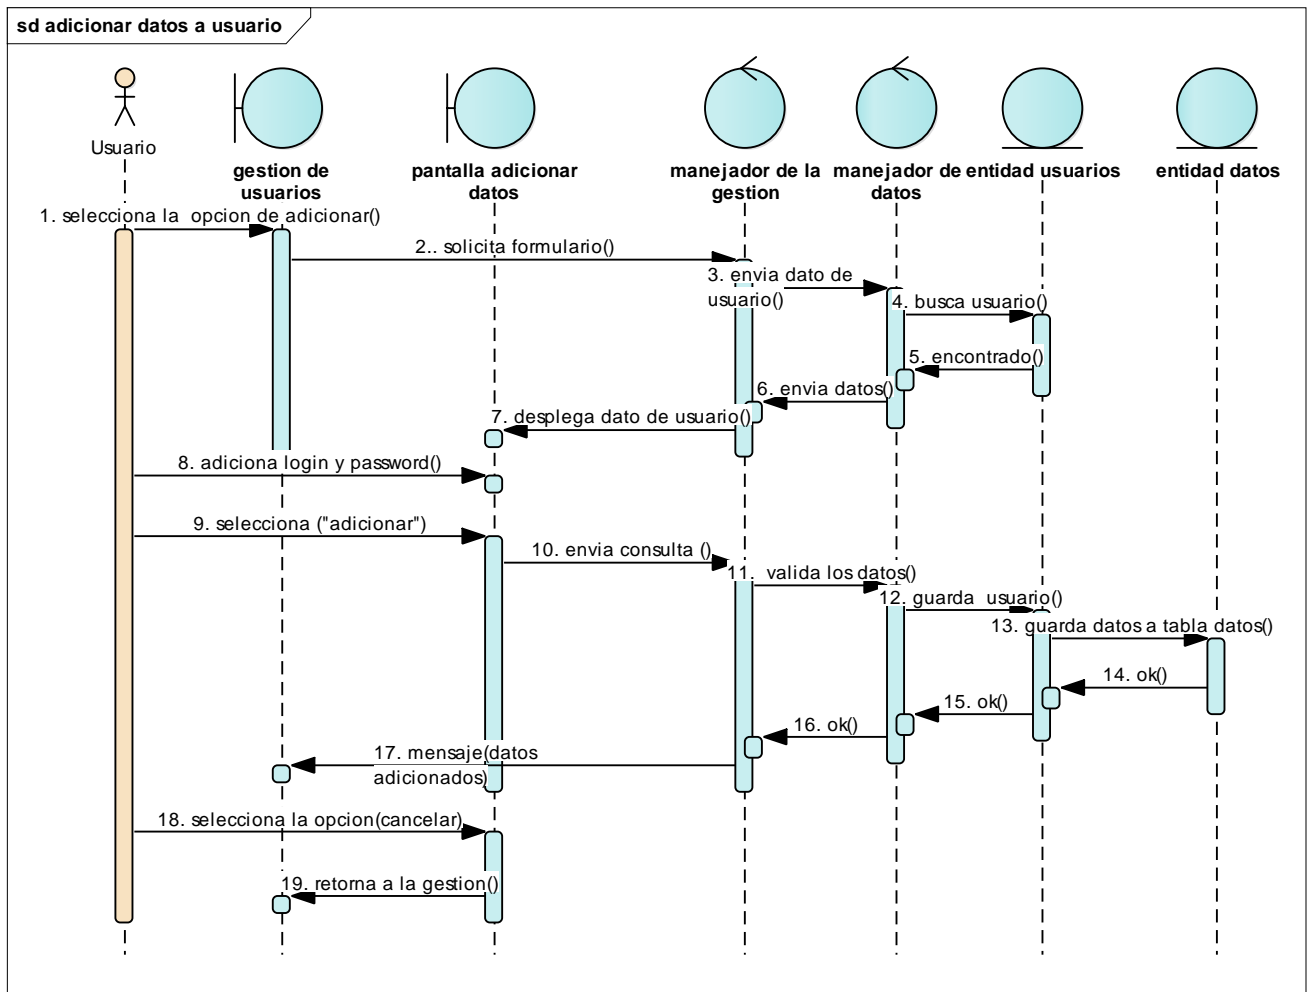 sd adicionar datos a usuario
Usuario
gestion de
usuarios
pantalla adicionar
datos
manejador de la
gestion
manejador de
datos
entidad usuarios
entidad datos
1. selecciona la  opcion de adicionar()
2.. solicita formulario()
3. envia dato de
usuario()
4. busca usuario()
5. encontrado()
6. envia datos()
7. desplega dato de usuario()
8. adiciona login y password()
9. selecciona ("adicionar")
10. envia consulta ()
11.  valida los datos()
12. guarda  usuario()
13. guarda datos a tabla datos()
14. ok()
15. ok()
16. ok()
17. mensaje(datos
adicionados)
18. selecciona la opcion(cancelar)
19. retorna a la gestion()